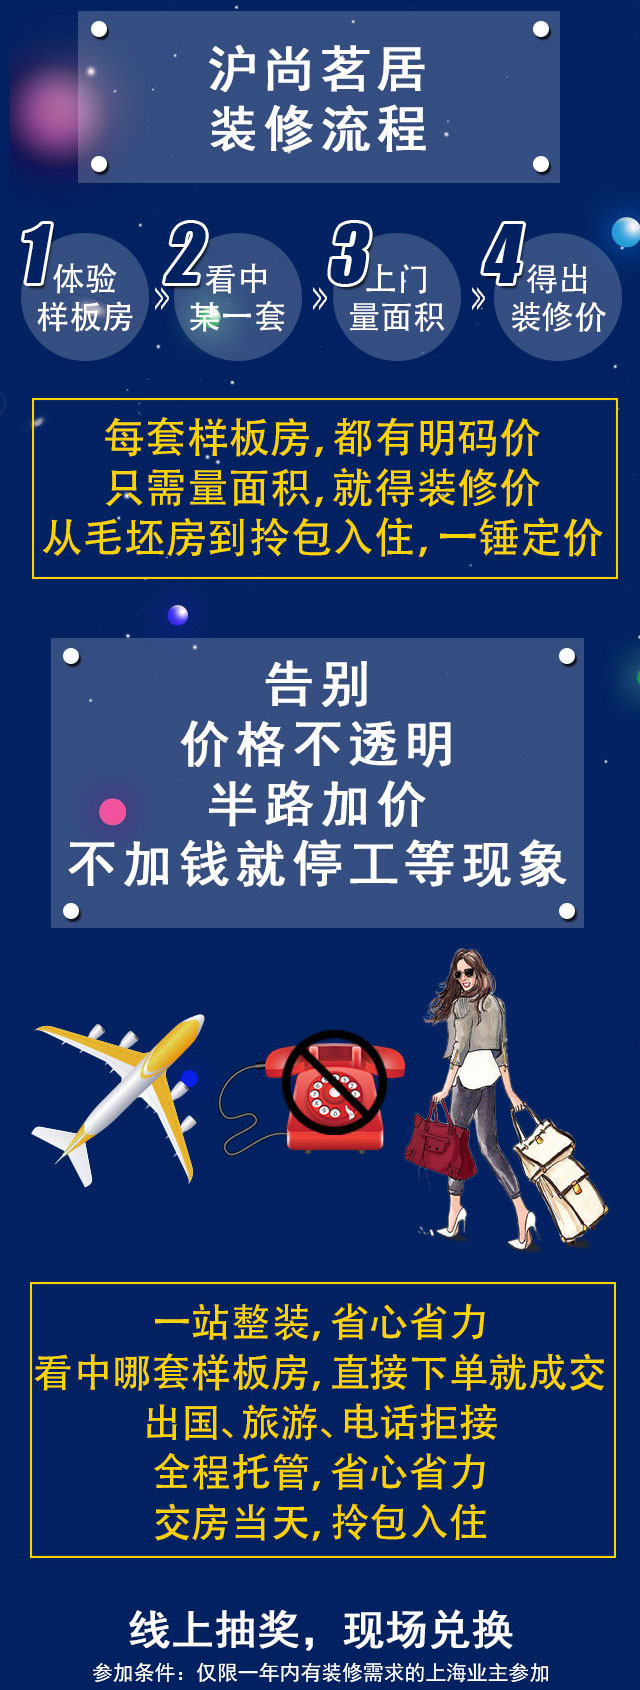 沪尚茗居
装修流程
1 体验
样板房
»
2 看中
某一套
»
3 上门
量面积
»
4 得出
装修价
每套样板房,都有明码价
只需量面积,就得装修价
从毛坯房到拎包入住,一锤定价
告别
价格不透明
半路加价
不加钱就停工等现象
一站整装,省心省力
看中哪套样板房,直接下单就成交
出国、旅游、电话拒接
全程托管,省心省力
交房当天,拎包入住
线上抽奖，现场兑换
参加条件：仅限一年内有装修需求的上海业主参加